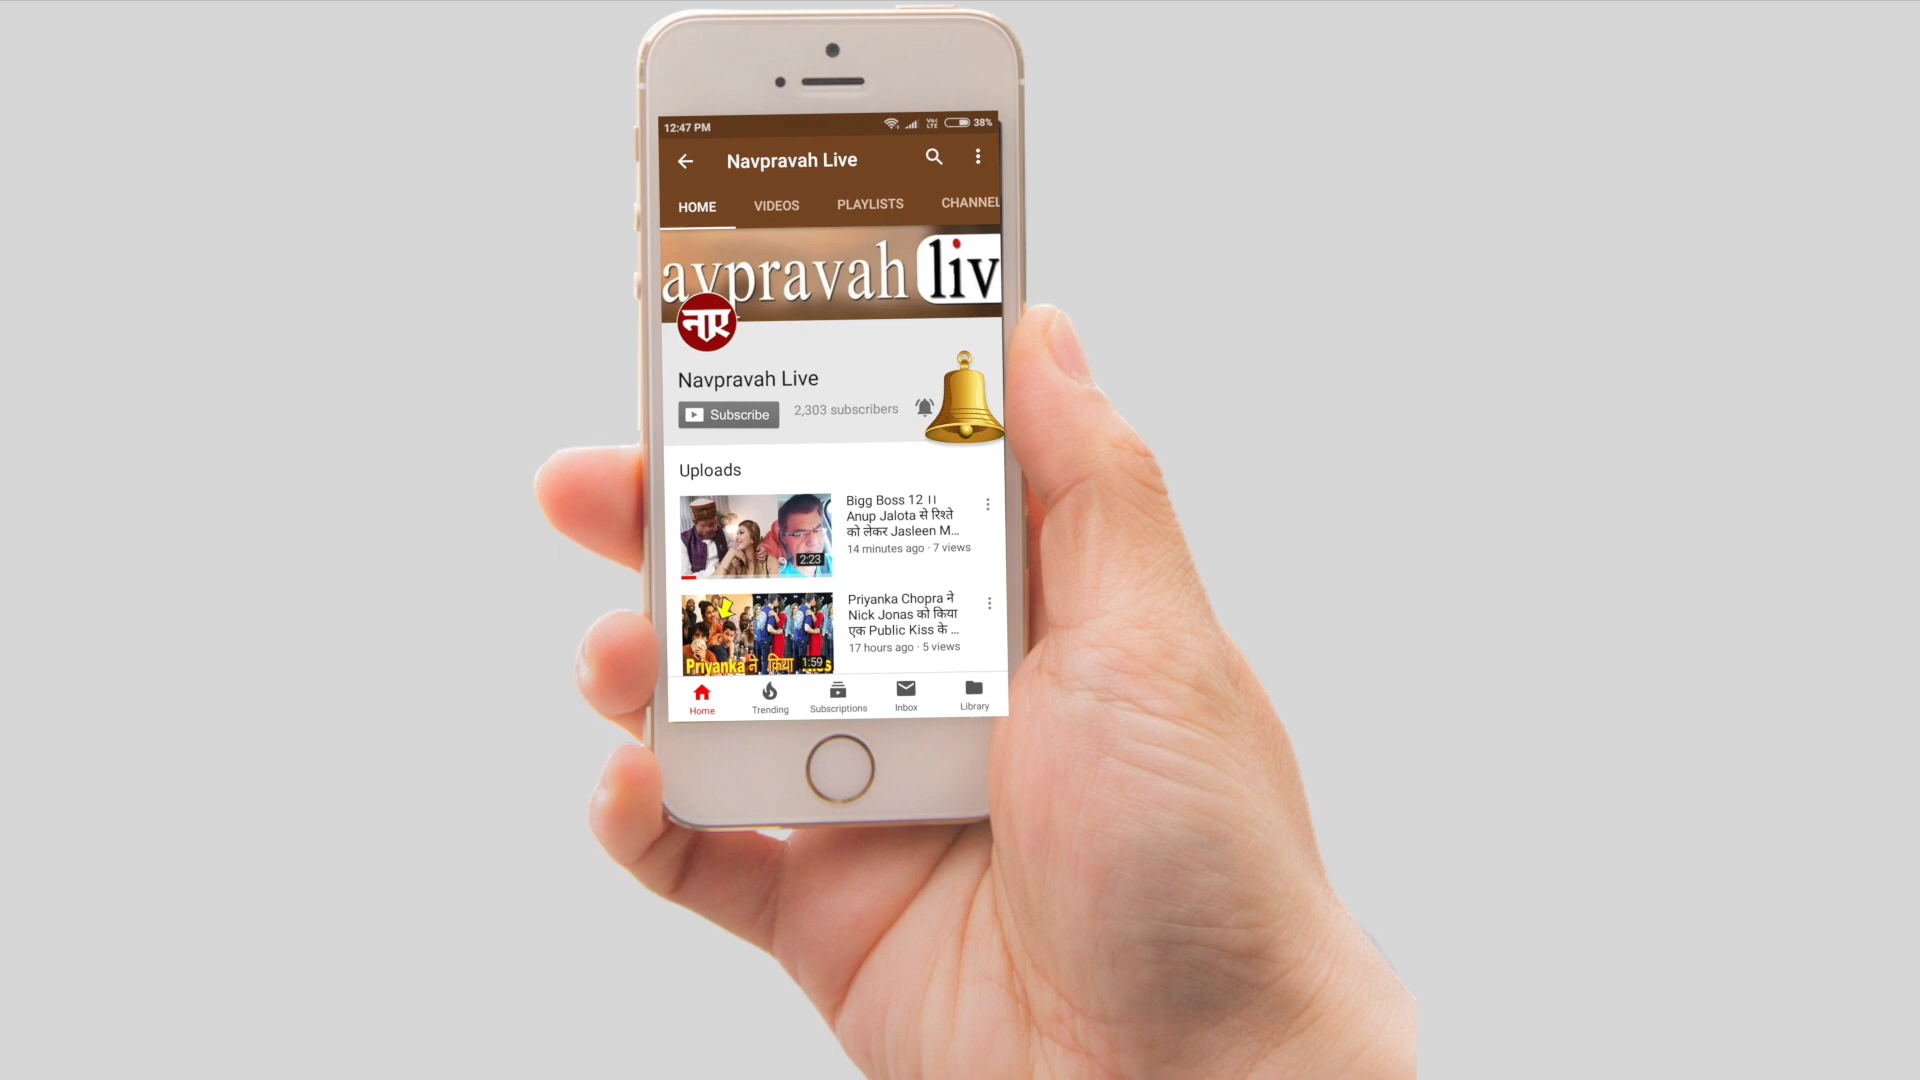 12:47 PM
VoI LTE
38%
Navpravah Live
HOME VIDEOS PLAYLISTS CHANNEL
avpravah liv
नाए
Navpravah Live
Subscribe 2,303 subscribers
Uploads
Bigg Boss 12 ।।
Anup Jalota से रिश्ते
को लेकर Jasleen M...
14 minutes ago · 7 views
2:23
Priyanka Chopra ने
Nick Jonas को किया
एक Public Kiss के ...
17 hours ago · 5 views
Priyanka ने किया
1:59
Home Trending Subscriptions Inbox Library